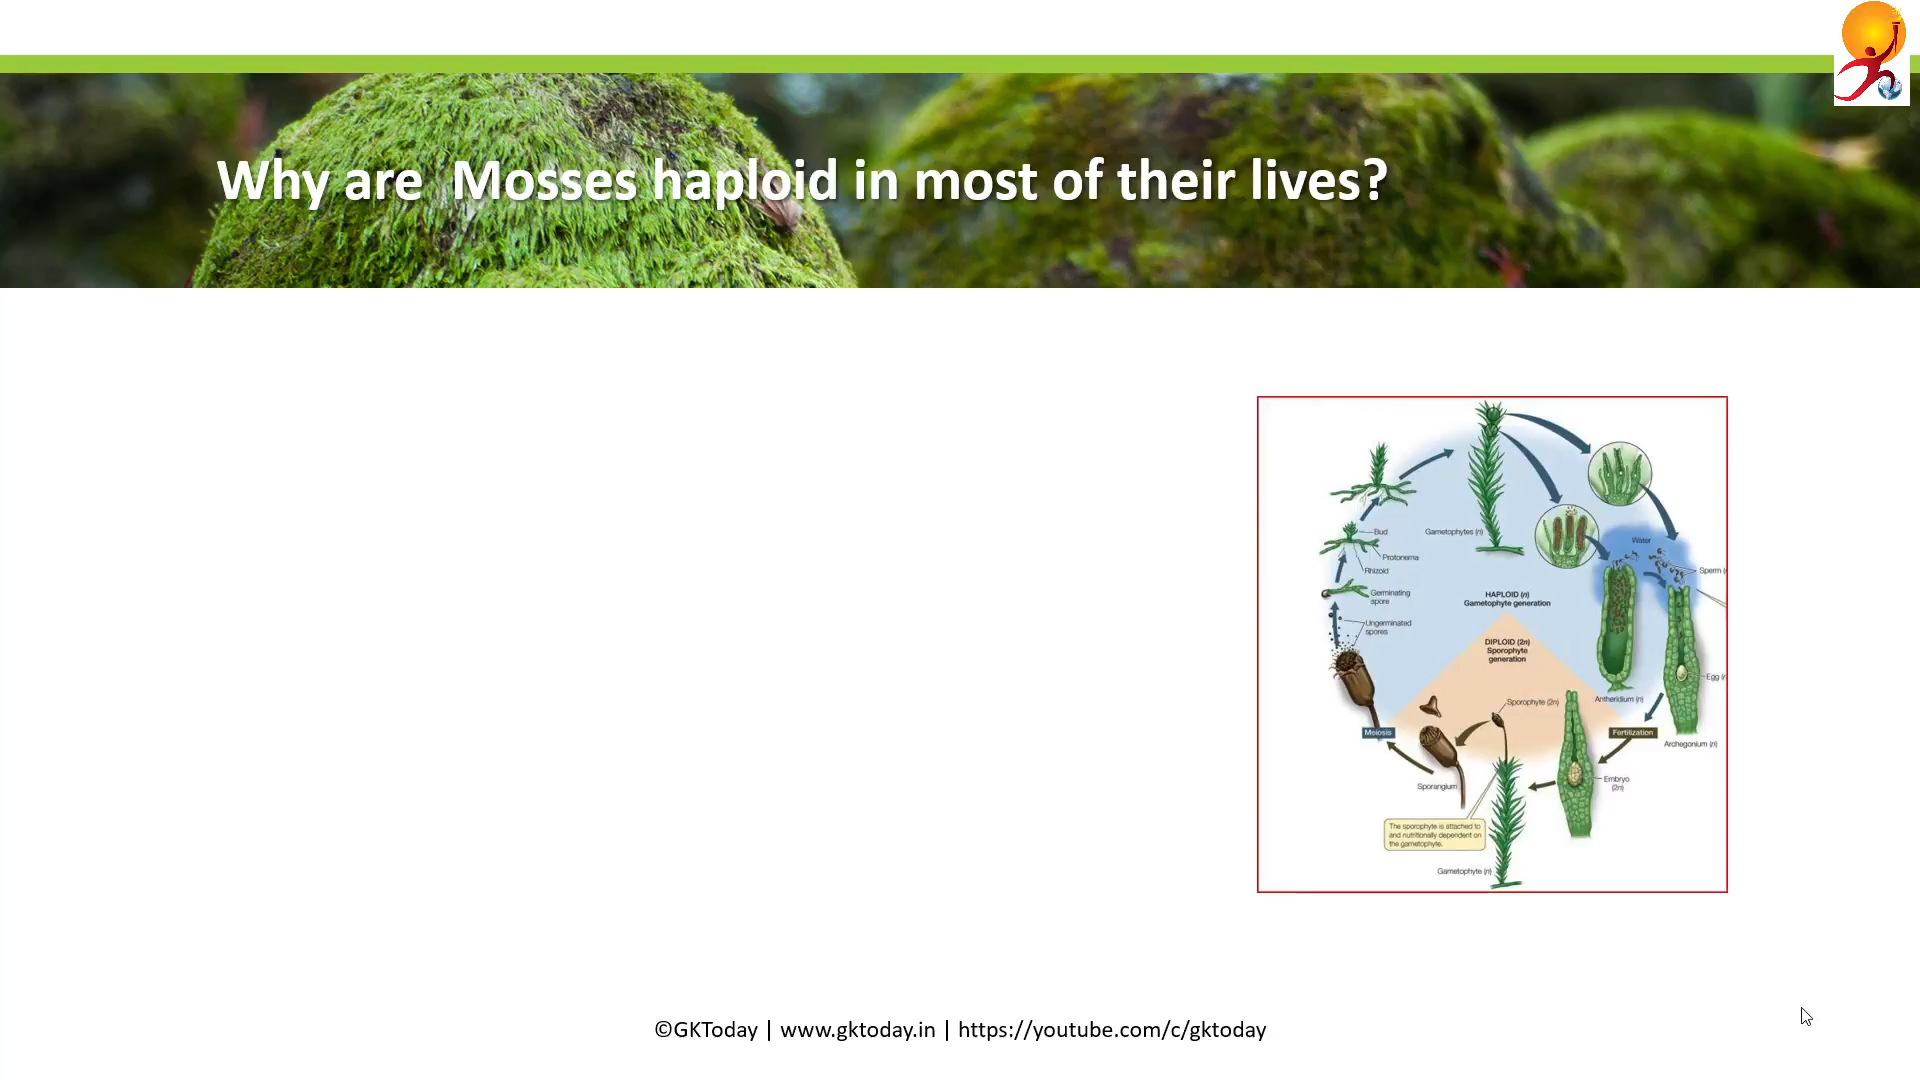 Why are  Mosses haploid in most of their lives?
Bud
Gametophytes (n)
Protonema
Rhizoid
Water
Sperm (
Germinating
spore
HAPLOID (n)
Gametophyte generation
Ungerminated
spores
DIPLOID (2n)
Sporophyte
generation
Egg (
Antheridium (n)
Sporophyte (2n)
Meiosis
Fertilization
Archegonium (n)
Embryo
(2n)
Sporangium
The sporophyte is attached to
and nutritionally dependent on
the gametophyte.
Gametophyte (n)
©GKToday | www.gktoday.in | https://youtube.com/c/gktoday